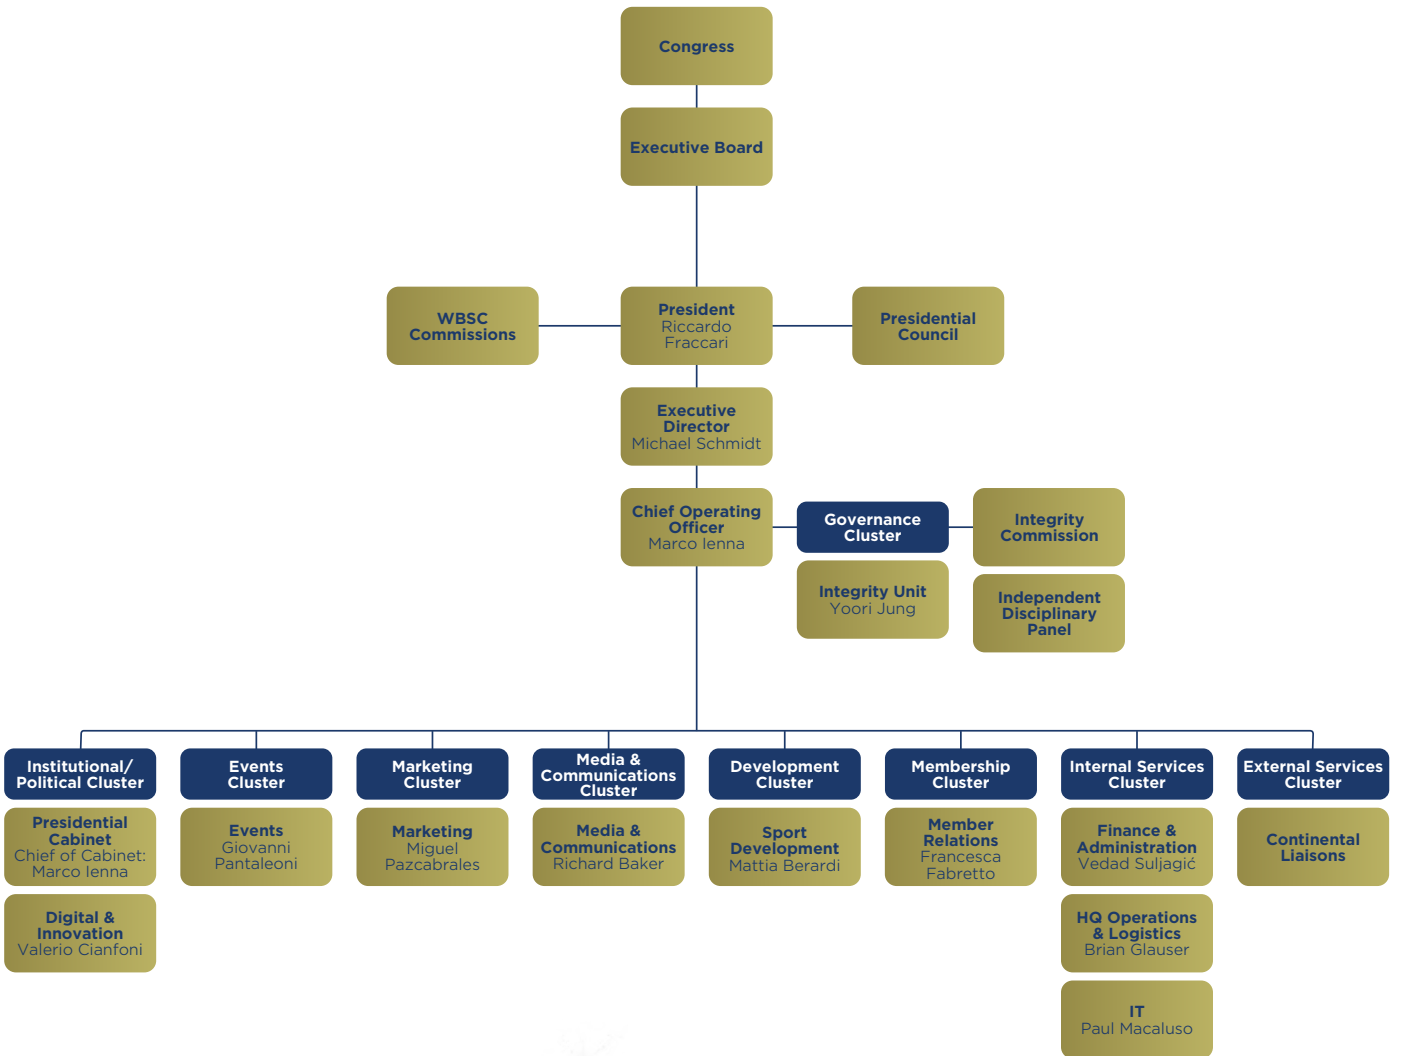 Congress
Executive Board
WBSC
Commissions
President
Riccardo
Fraccari
Presidential
Council
Executive
Director
Michael Schmidt
Chief Operating
Officer
Marco Ienna
Governance
Cluster
Integrity
Commission
Integrity Unit
Yoori Jung
Independent
Disciplinary
Panel
Institutional/
Political Cluster
Presidential
Cabinet
Chief of Cabinet:
Marco Ienna
Digital &
Innovation
Valerio Cianfoni
Events
Cluster
Events
Giovanni
Pantaleoni
Marketing
Cluster
Marketing
Miguel
Pazcabrales
Media &
Communications
Cluster
Media &
Communications
Richard Baker
Development
Cluster
Sport
Development
Mattia Berardi
Membership
Cluster
Member
Relations
Francesca
Fabretto
Internal Services
Cluster
Finance &
Administration
Vedad Suljagić
HQ Operations
& Logistics
Brian Glauser
IT
Paul Macaluso
External Services
Cluster
Continental
Liaisons